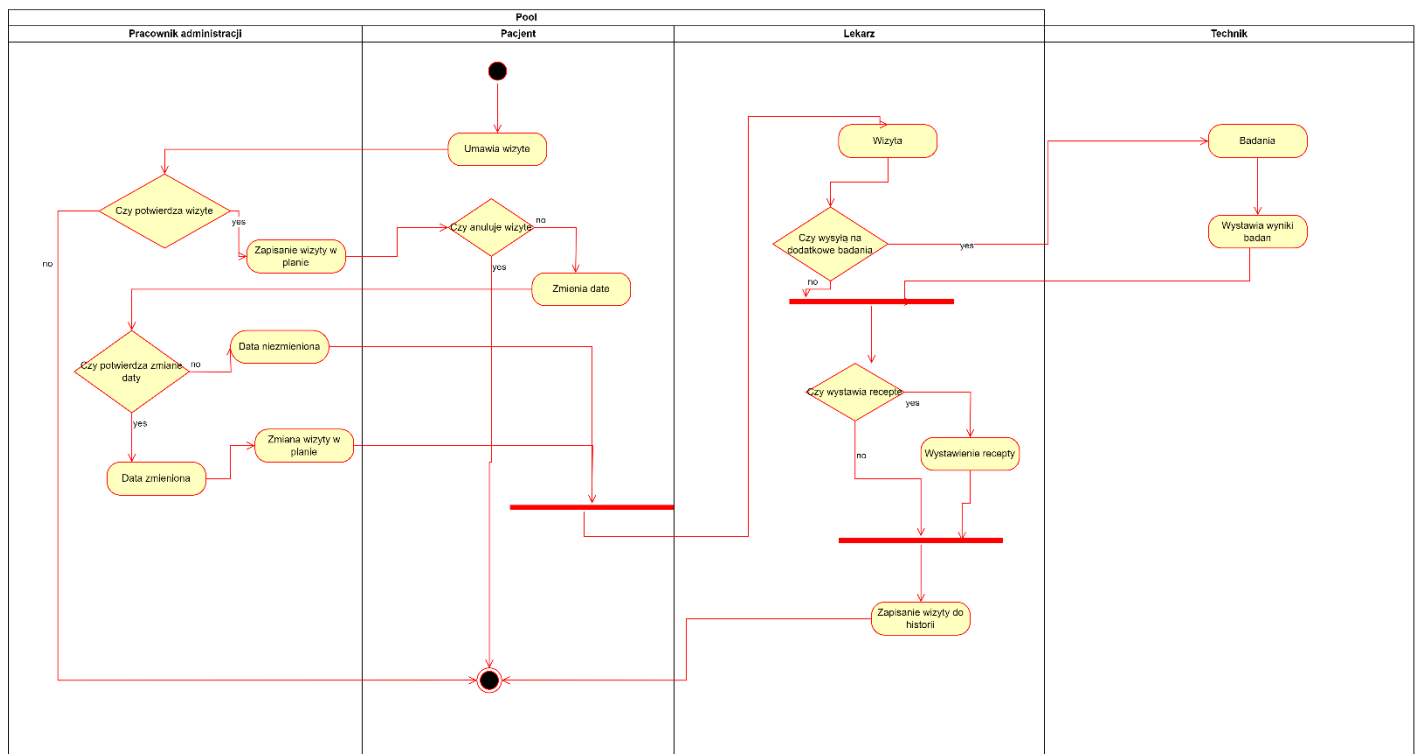 Pool
Pracownik administracji
Pacjent
Lekarz
Technik
Umawia wizyte
Wizyta
Badania
Czy potwierdza wizyte
yes
no
Czy anuluje wizyte
no
yes
Zapisanie wizyty w
planie
Czy wysyłą na
dodatkowe badania
yes
no
Wystawia wyniki
badan
Zmienia date
Data niezmieniona
Czy potwierdza zmiane
daty
no
yes
Czy wystawia recepte
yes
no
Zmiana wizyty w
planie
Data zmieniona
Wystawienie recepty
Zapisanie wizyty do
historii